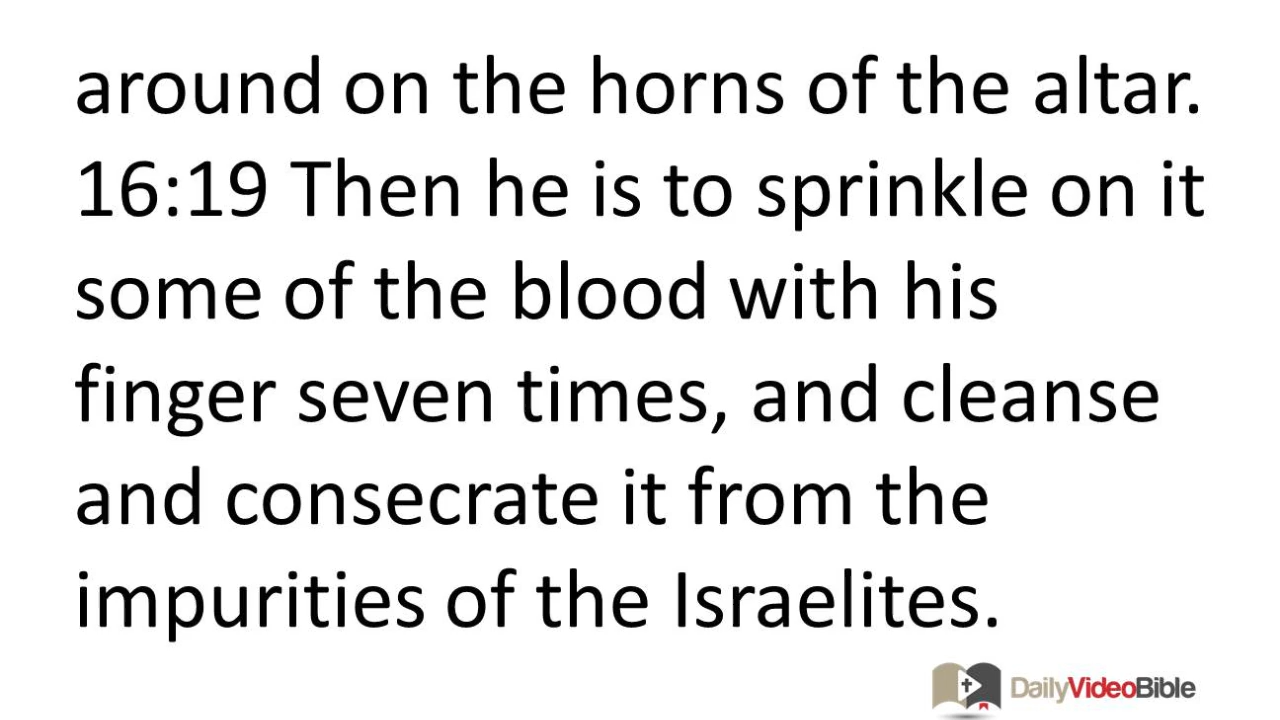 around on the horns of the altar.
16:19 Then he is to sprinkle on it
some of the blood with his
finger seven times, and cleanse
and consecrate it from the
impurities of the Israelites.
DailyVideoBible